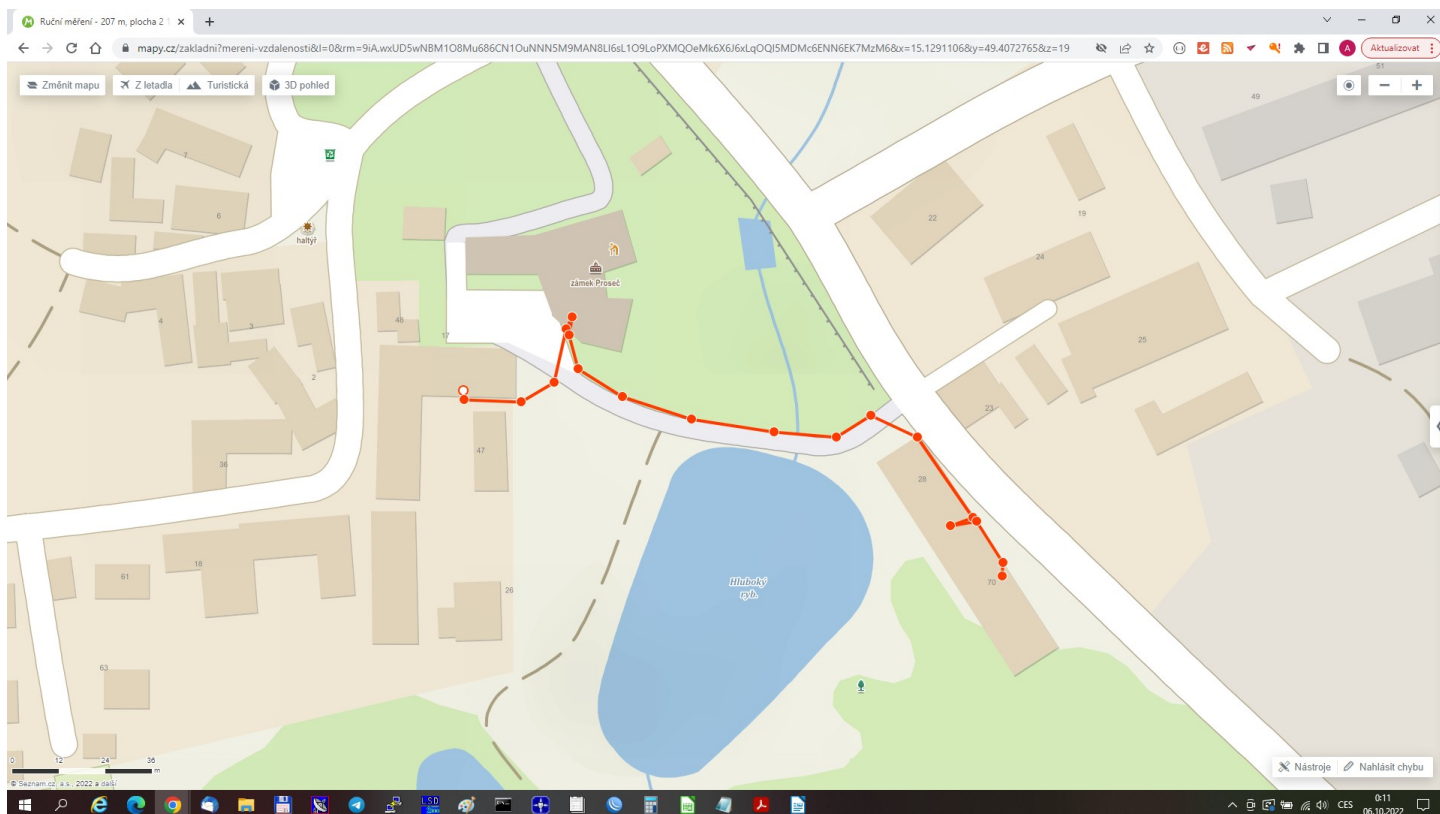 Ruční měření - 207 m, plocha 2 1
mapy.cz/zakladni?mereni-vzdalenosti&l=0&rm=9iA.wxUD5wNBM1O8Mu686CN1OuNNN5M9MAN8LI6sL1O9LoPXMQOeMk6X6J6xLqOQI5MDMc6ENN6EK7MzM6&x=15.1291106&y=49.4072765&z=19
A
Aktualizovat
Změnit mapu
Z letadla
Turistická
3D pohled
51
49
7
6
haltýř
22
19
24
zámek Proseč
4
3
48
17
25
2
23
36
47
28
18
61
26
Hluboký
ryb.
70
63
0 12 24 36
m
© Seznam.cz, a.s., 2022 a další
Nástroje
Nahlásit chybu
LSD
CES
0:11
06.10.2022